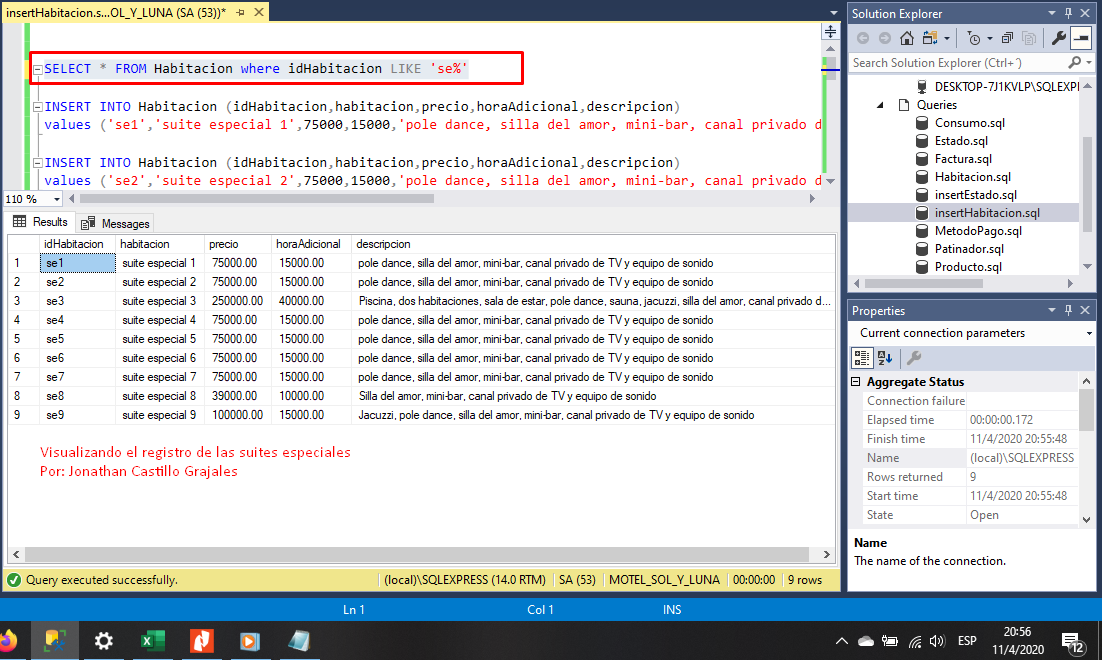 insertHabitacion.s...OL_Y_LUNA (SA (53))*
SELECT * FROM Habitacion where idHabitacion LIKE 'se%'
INSERT INTO Habitacion (idHabitacion,habitacion,precio,horaAdicional,descripcion)
values ('se1','suite especial 1',75000,15000,'pole dance, silla del amor, mini-bar, canal privado d
INSERT INTO Habitacion (idHabitacion,habitacion,precio,horaAdicional,descripcion)
values ('se2','suite especial 2',75000,15000,'pole dance, silla del amor, mini-bar, canal privado d
110 %
Results Messages
idHabitacion habitacion precio horaAdicional descripcion
1 se1 suite especial 1 75000.00 15000.00 pole dance, silla del amor, mini-bar, canal privado de TV y equipo de sonido
2 se2 suite especial 2 75000.00 15000.00 pole dance, silla del amor, mini-bar, canal privado de TV y equipo de sonido
3 se3 suite especial 3 250000.00 40000.00 Piscina, dos habitaciones, sala de estar, pole dance, sauna, jacuzzi, silla del amor, canal privado d...
4 se4 suite especial 4 75000.00 15000.00 pole dance, silla del amor, mini-bar, canal privado de TV y equipo de sonido
5 se5 suite especial 5 75000.00 15000.00 pole dance, silla del amor, mini-bar, canal privado de TV y equipo de sonido
6 se6 suite especial 6 75000.00 15000.00 pole dance, silla del amor, mini-bar, canal privado de TV y equipo de sonido
7 se7 suite especial 7 75000.00 15000.00 pole dance, silla del amor, mini-bar, canal privado de TV y equipo de sonido
8 se8 suite especial 8 39000.00 10000.00 Silla del amor, mini-bar, canal privado de TV y equipo de sonido
9 se9 suite especial 9 100000.00 15000.00 Jacuzzi, pole dance, silla del amor, mini-bar, canal privado de TV y equipo de sonido
Visualizando el registro de las suites especiales
Por: Jonathan Castillo Grajales
Query executed successfully. (local)\SQLEXPRESS (14.0 RTM) SA (53) MOTEL_SOL_Y_LUNA 00:00:00 9 rows
Solution Explorer
Search Solution Explorer (Ctrl+´)
DESKTOP-7J1KVLP\SQLEXPI
Queries
Consumo.sql
Estado.sql
Factura.sql
Habitacion.sql
insertEstado.sql
insertHabitacion.sql
MetodoPago.sql
Patinador.sql
Producto.sql
Properties
Current connection parameters
Aggregate Status
Connection failure
Elapsed time 00:00:00.172
Finish time 11/4/2020 20:55:48
Name (local)\SQLEXPRESS
Rows returned 9
Start time 11/4/2020 20:55:48
State Open
Name
The name of the connection.
Ln 1 Col 1 INS
ESP
20:56
11/4/2020
12